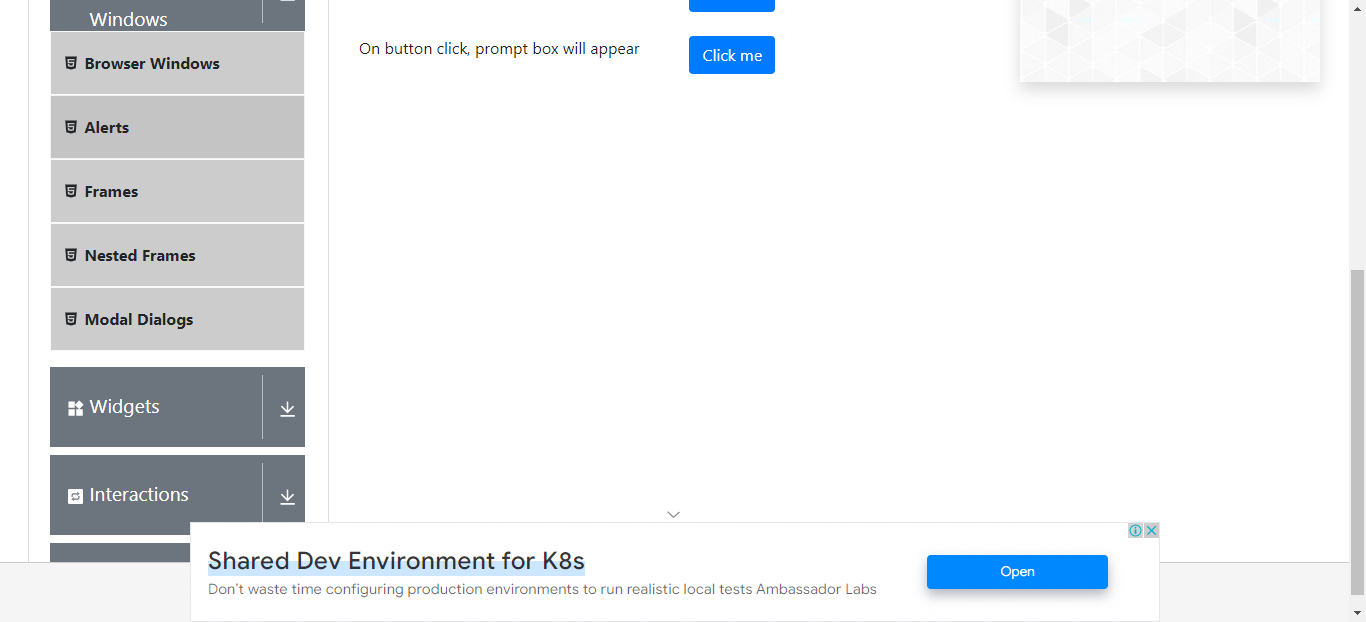 Windows
Browser Windows
Alerts
Frames
Nested Frames
Modal Dialogs
Widgets
Interactions
On button click, prompt box will appear
Click me
Shared Dev Environment for K8s
Don't waste time configuring production environments to run realistic local tests Ambassador Labs
Open